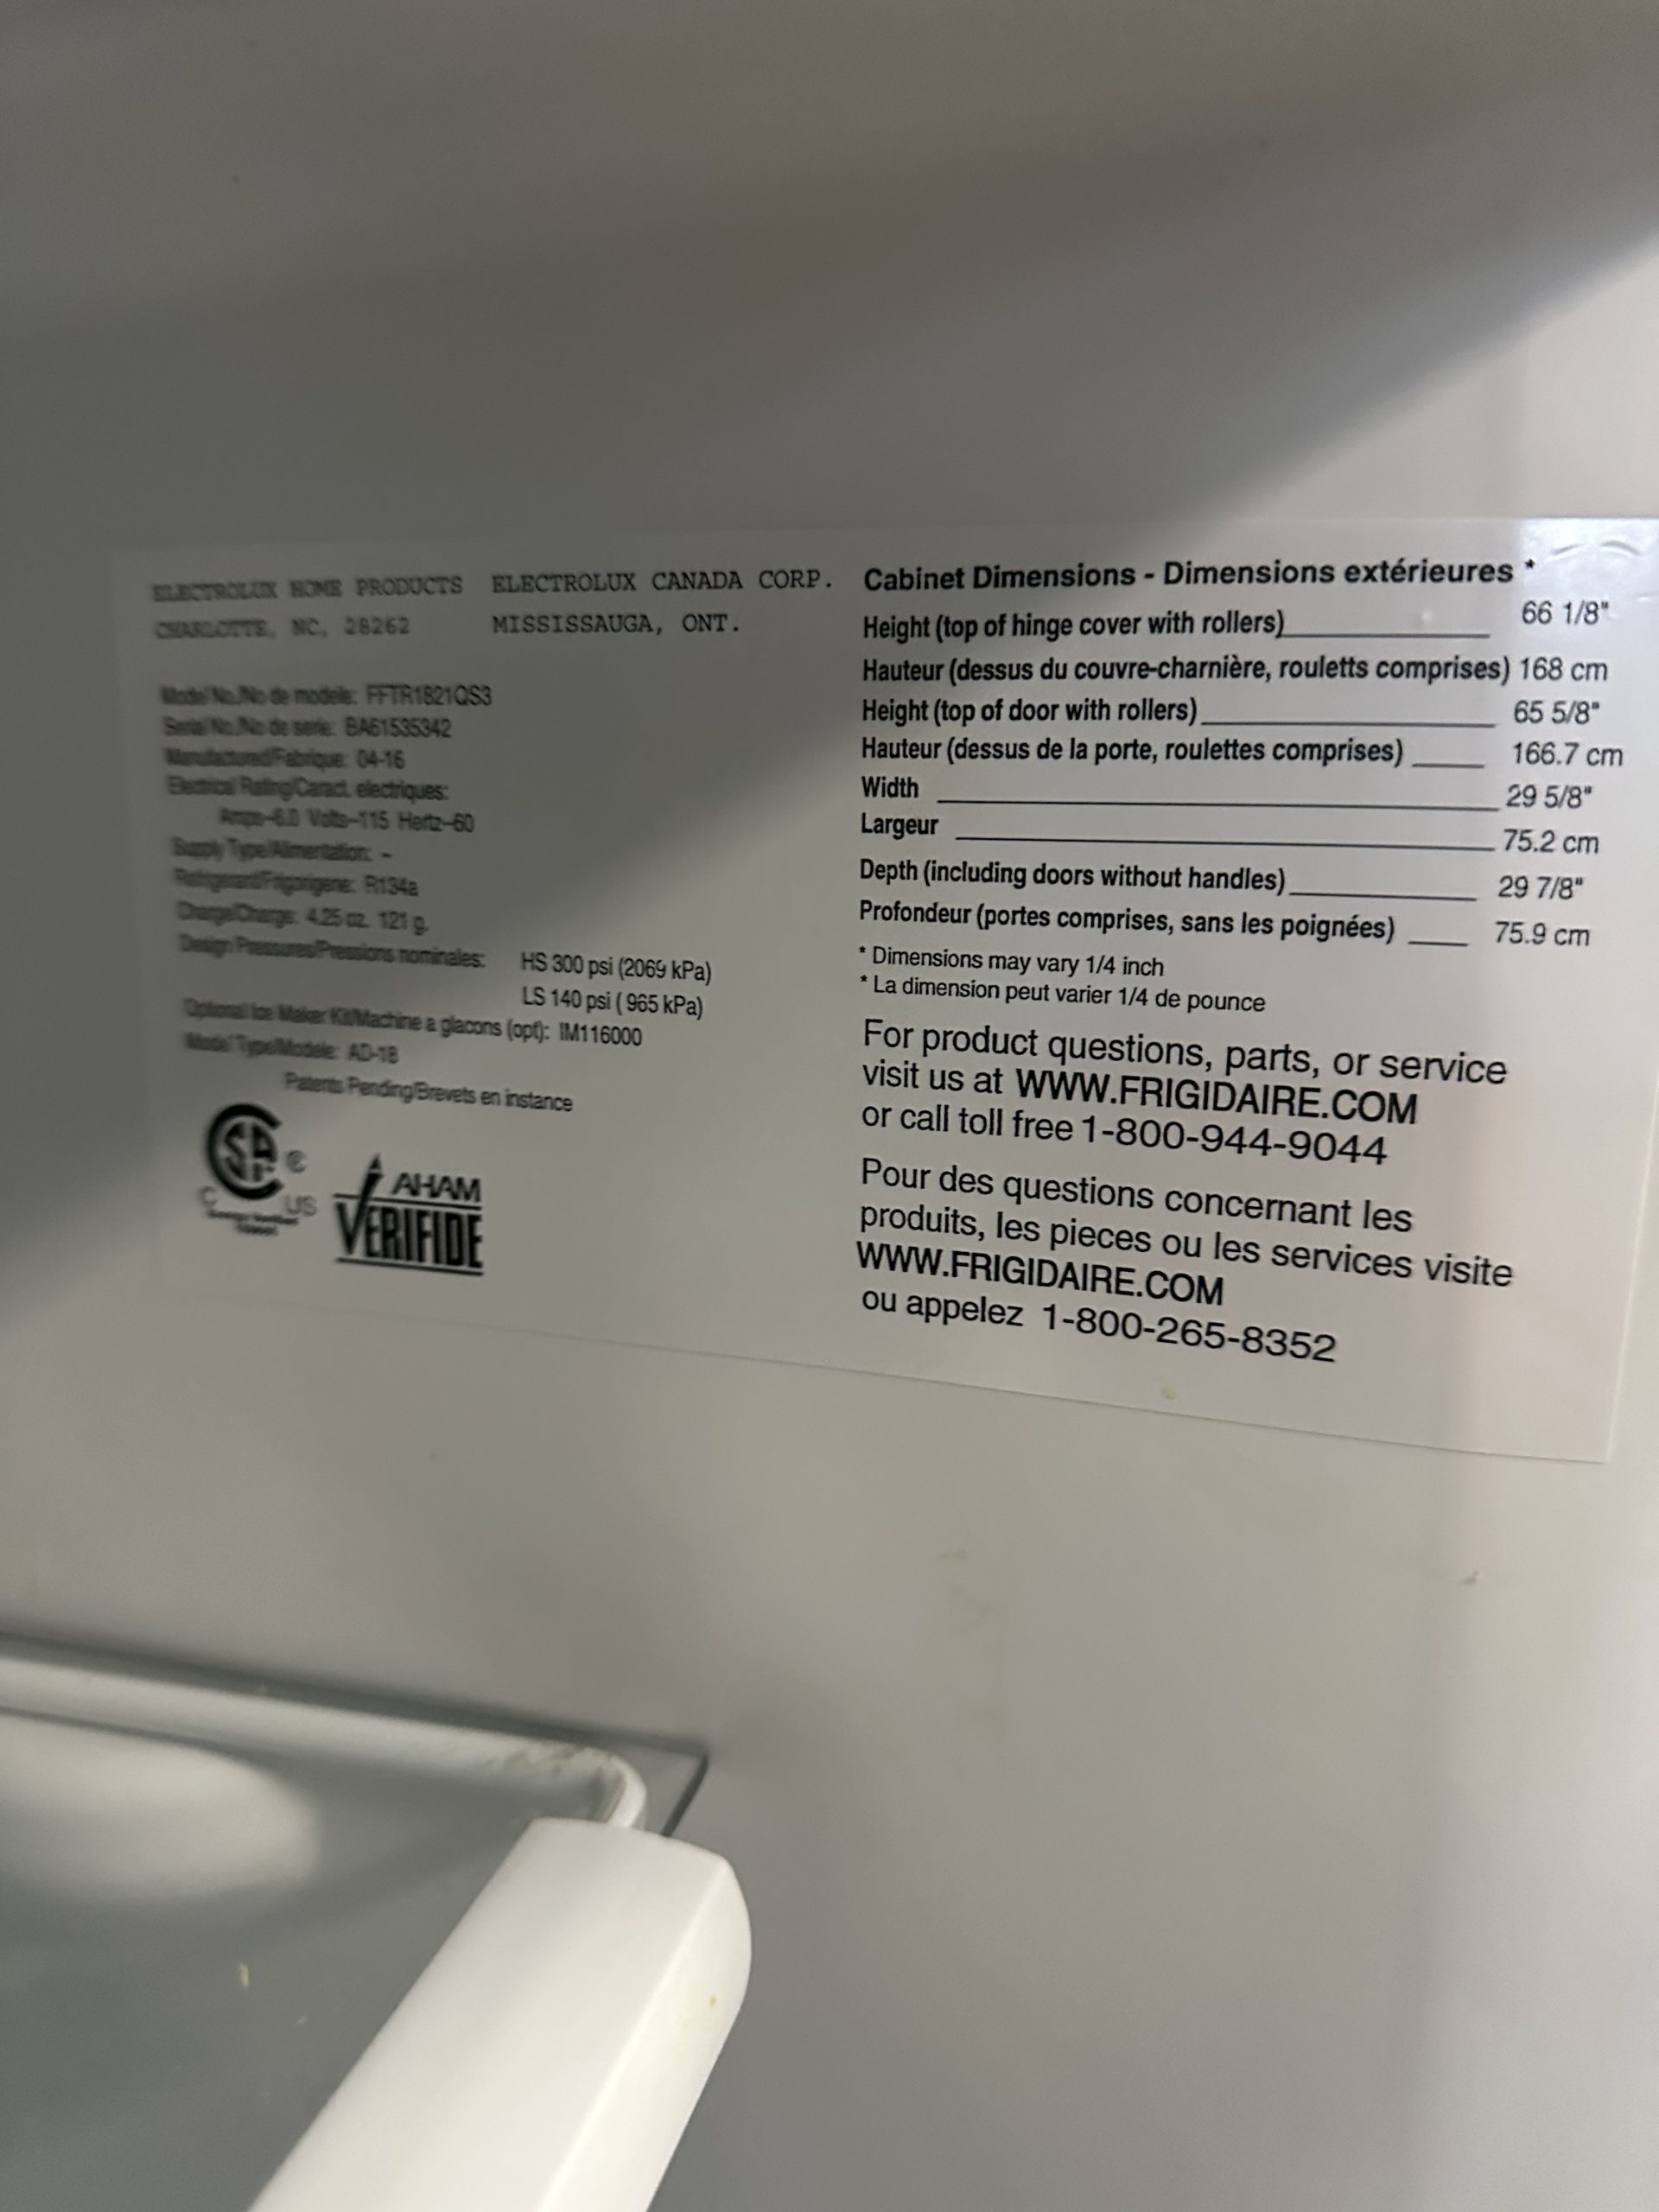 ELECTROLUX HOME PRODUCTS ELECTROLUX CANADA CORP.
CHARLOTTE, NC, 28262 MISSISSAUGA, ONT.
Model No./No de modele: FFTR1821QS3
Serial No./No de serie: BA61535342
Manufactured/Fabrique: 04-16
Electrical Rating/Caract. electriques:
Amps-6.0 Volts-115 Hertz-60
Supply Type/Alimentation: ~
Refrigerant/Frigorigene: R134a
Charge/Charge: 4.25 oz. 121 g.
Design Pressures/Pressions nominales: HS 300 psi (2069 kPa)
LS 140 psi ( 965 kPa)
Optional Ice Maker Kit/Machine a glacons (opt): IM116000
Model Type/Modele: AD-18
Patents Pending/Brevets en instance
SA
C US
AHAM
VERIFIDE
Cabinet Dimensions - Dimensions extérieures *
Height (top of hinge cover with rollers) 66 1/8"
Hauteur (dessus du couvre-charnière, rouletts comprises) 168 cm
Height (top of door with rollers) 65 5/8"
Hauteur (dessus de la porte, roulettes comprises) 166.7 cm
Width 29 5/8"
Largeur 75.2 cm
Depth (including doors without handles) 29 7/8"
Profondeur (portes comprises, sans les poignées) 75.9 cm
* Dimensions may vary 1/4 inch
* La dimension peut varier 1/4 de pounce
For product questions, parts, or service
visit us at WWW.FRIGIDAIRE.COM
or call toll free 1-800-944-9044
Pour des questions concernant les
produits, les pieces ou les services visite
WWW.FRIGIDAIRE.COM
ou appelez 1-800-265-8352